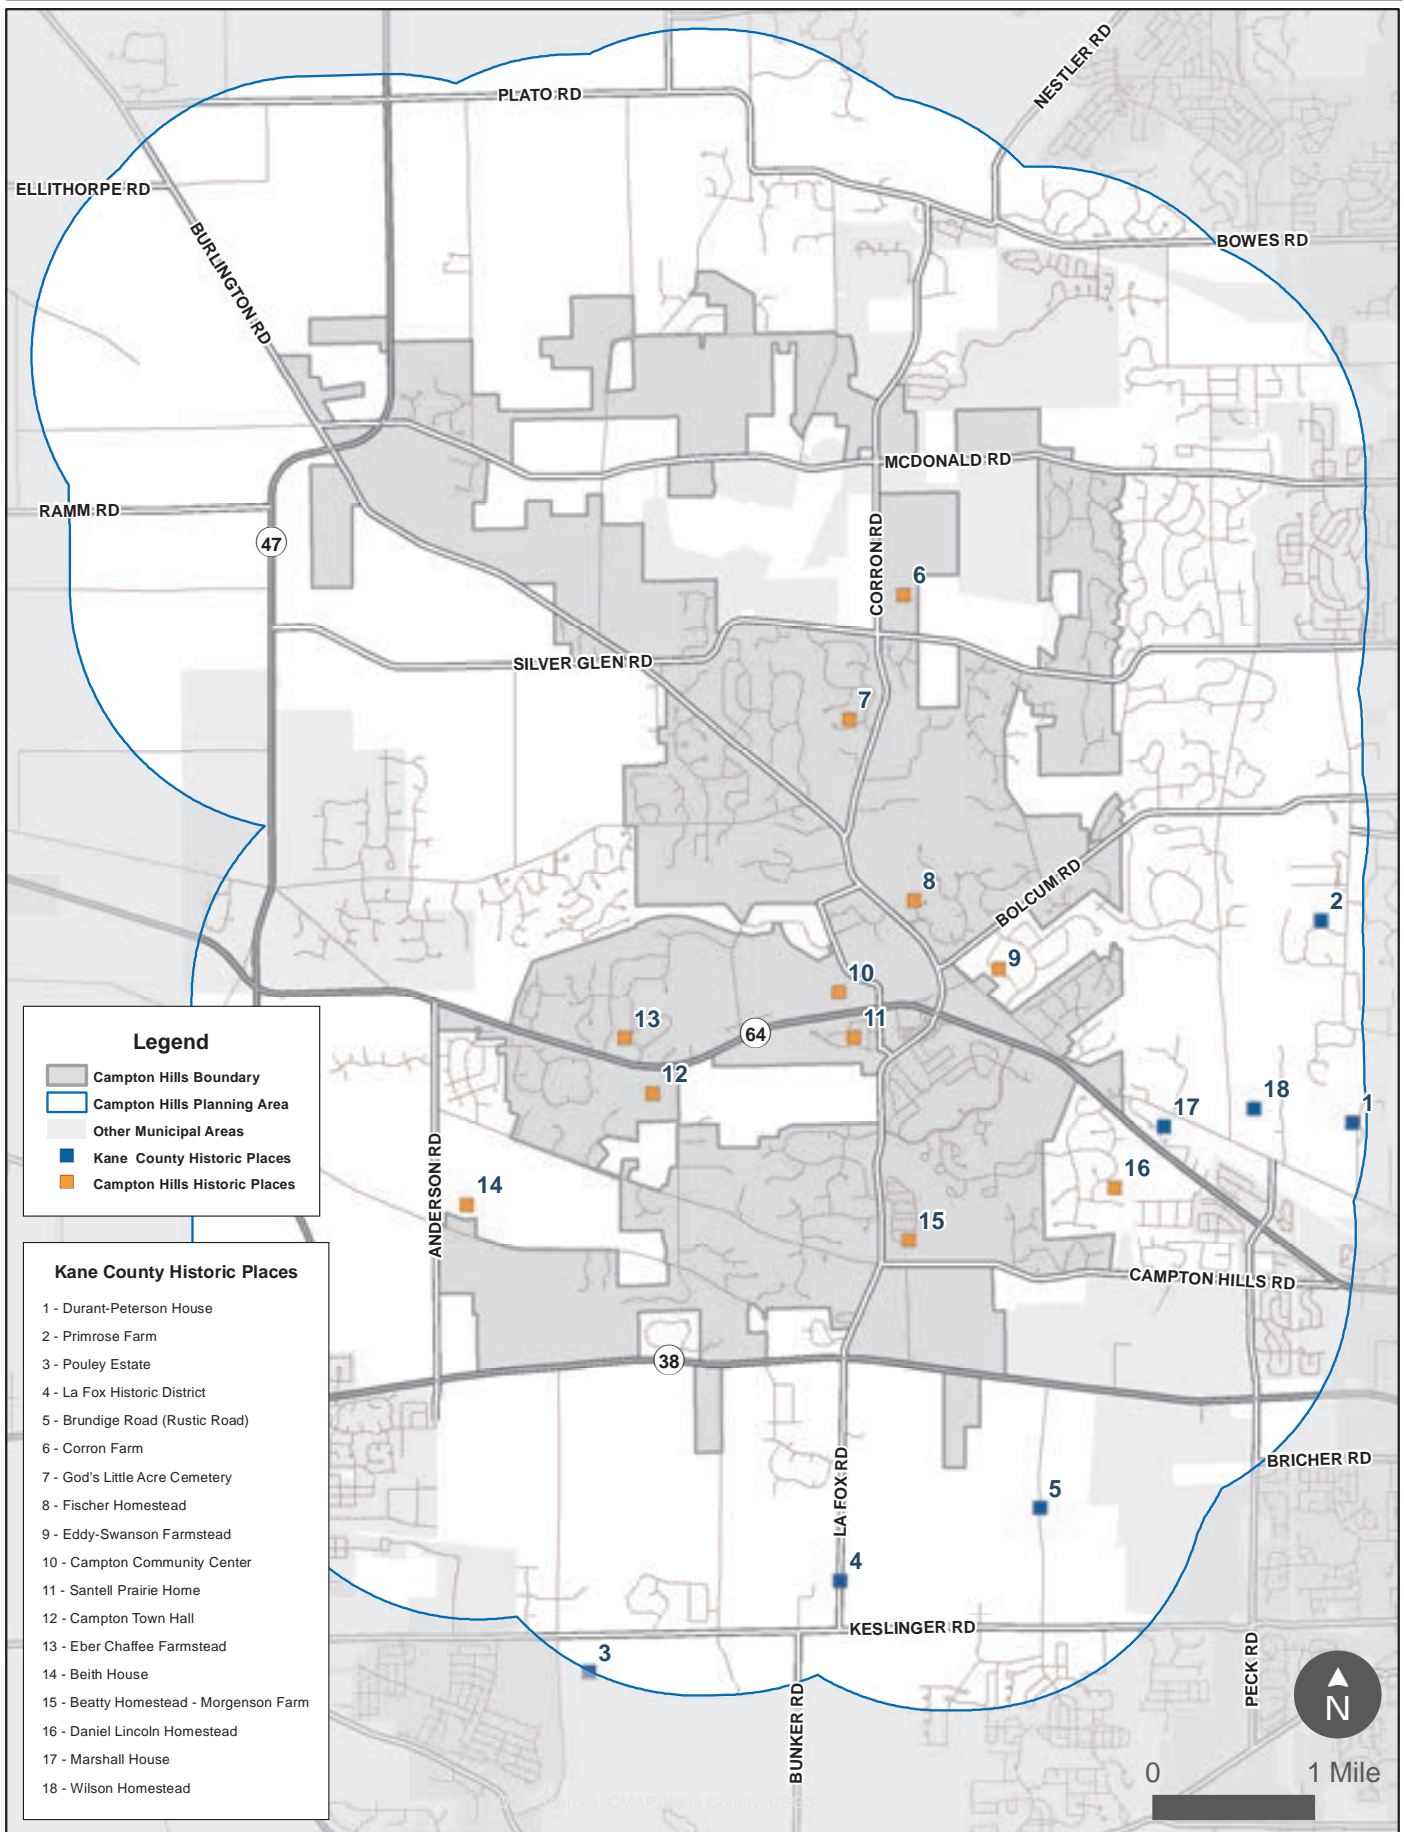 PLATO RD
NESTLER RD
ELLITHORPE RD
BURLINGTON RD
BOWES RD
MCDONALD RD
RAMM RD
47
CORRON RD
6
SILVER GLEN RD
7
8
BOLCUM RD
2
9
10
13
64
11
12
18
1
17
16
14
ANDERSON RD
15
CAMPTON HILLS RD
38
BRICHER RD
LA FOX RD
5
4
KESLINGER RD
3
PECK RD
BUNKER RD
Legend
Campton Hills Boundary
Campton Hills Planning Area
Other Municipal Areas
Kane County Historic Places
Campton Hills Historic Places
Kane County Historic Places
1 - Durant-Peterson House
2 - Primrose Farm
3 - Pouley Estate
4 - La Fox Historic District
5 - Brundige Road (Rustic Road)
6 - Corron Farm
7 - God's Little Acre Cemetery
8 - Fischer Homestead
9 - Eddy-Swanson Farmstead
10 - Campton Community Center
11 - Santell Prairie Home
12 - Campton Town Hall
13 - Eber Chaffee Farmstead
14 - Beith House
15 - Beatty Homestead - Morgenson Farm
16 - Daniel Lincoln Homestead
17 - Marshall House
18 - Wilson Homestead
N
0 1 Mile
CMAP, Kane County,